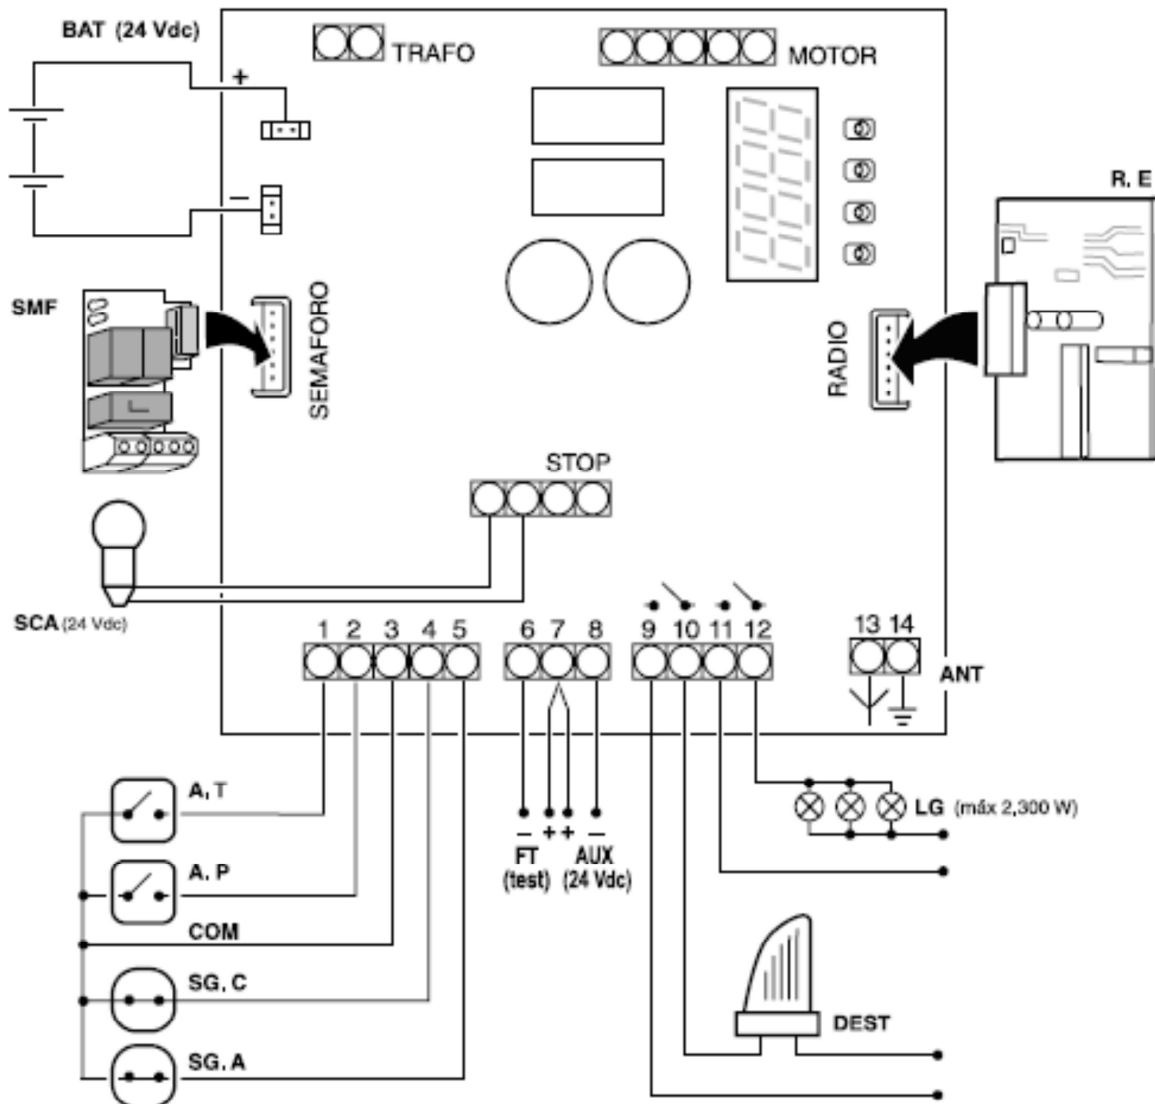 BAT (24 Vdc)
+
−
TRAFO
MOTOR
R. E
SMF
SEMAFORO
RADIO
STOP
SCA (24 Vdc)
1 2 3 4 5
6 7 8
9 10 11 12
13 14
ANT
A. T
A. P
COM
SG. C
SG. A
− + + −
FT
(test)
AUX
(24 Vdc)
LG (máx 2,300 W)
DEST